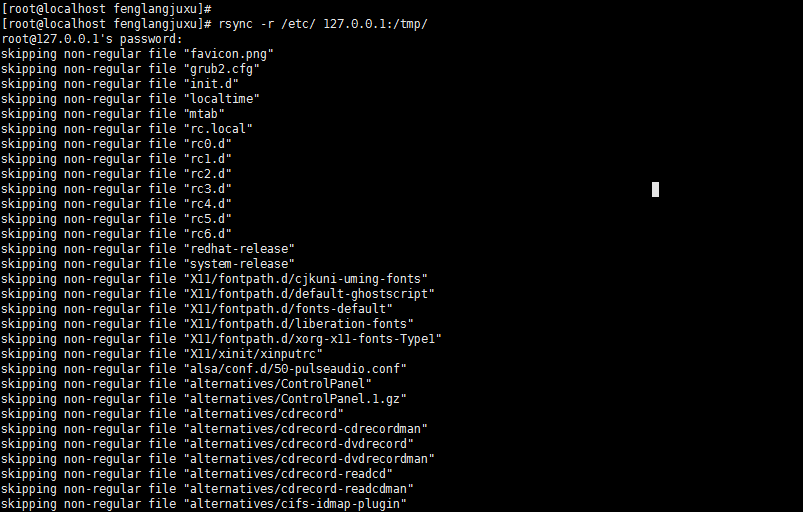 [root@localhost fenglangjuxu]#
[root@localhost fenglangjuxu]# rsync -r /etc/ 127.0.0.1:/tmp/
root@127.0.0.1's password:
skipping non-regular file "favicon.png"
skipping non-regular file "grub2.cfg"
skipping non-regular file "init.d"
skipping non-regular file "localtime"
skipping non-regular file "mtab"
skipping non-regular file "rc.local"
skipping non-regular file "rc0.d"
skipping non-regular file "rc1.d"
skipping non-regular file "rc2.d"
skipping non-regular file "rc3.d"
skipping non-regular file "rc4.d"
skipping non-regular file "rc5.d"
skipping non-regular file "rc6.d"
skipping non-regular file "redhat-release"
skipping non-regular file "system-release"
skipping non-regular file "X11/fontpath.d/cjkuni-uming-fonts"
skipping non-regular file "X11/fontpath.d/default-ghostscript"
skipping non-regular file "X11/fontpath.d/fonts-default"
skipping non-regular file "X11/fontpath.d/liberation-fonts"
skipping non-regular file "X11/fontpath.d/xorg-x11-fonts-Type1"
skipping non-regular file "X11/xinit/xinputrc"
skipping non-regular file "alsa/conf.d/50-pulseaudio.conf"
skipping non-regular file "alternatives/ControlPanel"
skipping non-regular file "alternatives/ControlPanel.1.gz"
skipping non-regular file "alternatives/cdrecord"
skipping non-regular file "alternatives/cdrecord-cdrecordman"
skipping non-regular file "alternatives/cdrecord-dvdrecord"
skipping non-regular file "alternatives/cdrecord-dvdrecordman"
skipping non-regular file "alternatives/cdrecord-readcd"
skipping non-regular file "alternatives/cdrecord-readcdman"
skipping non-regular file "alternatives/cifs-idmap-plugin"